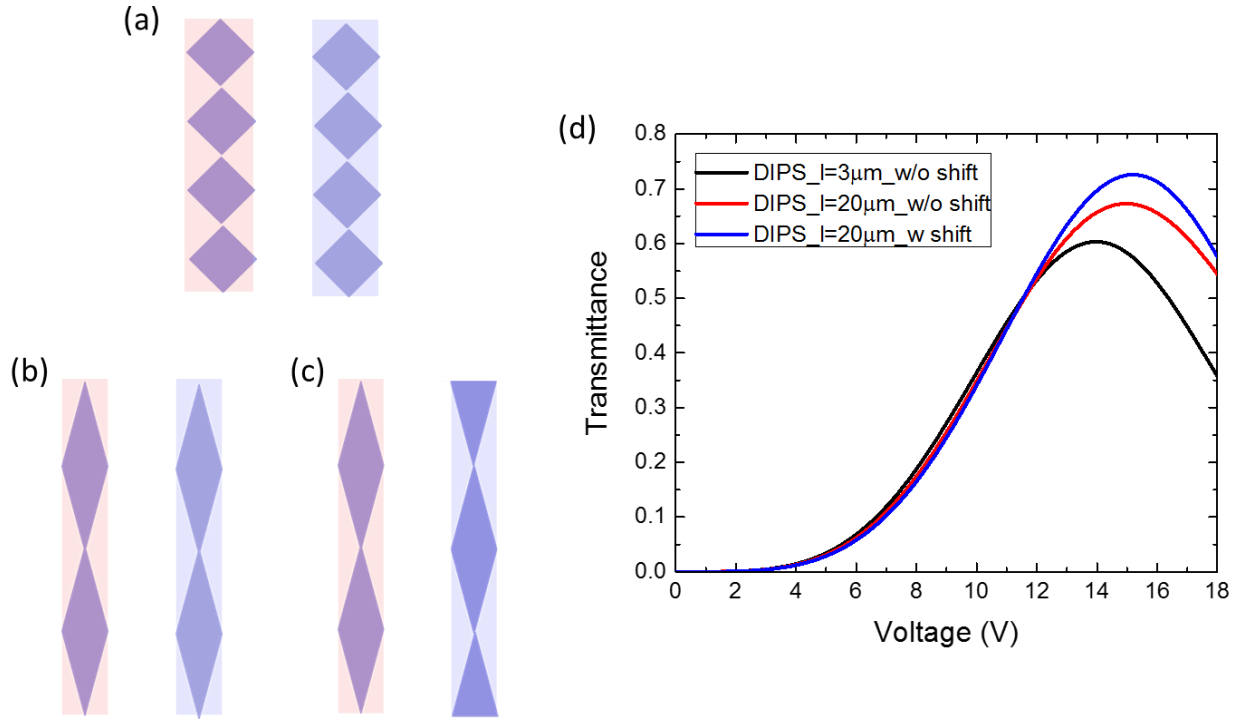 (a)
(b)
(c)
(d)
0.8
0.7
0.6
0.5
0.4
0.3
0.2
0.1
0.0
Transmittance
DIPS_l=3μm_w/o shift
DIPS_l=20μm_w/o shift
DIPS_l=20μm_w shift
0 2 4 6 8 10 12 14 16 18
Voltage (V)